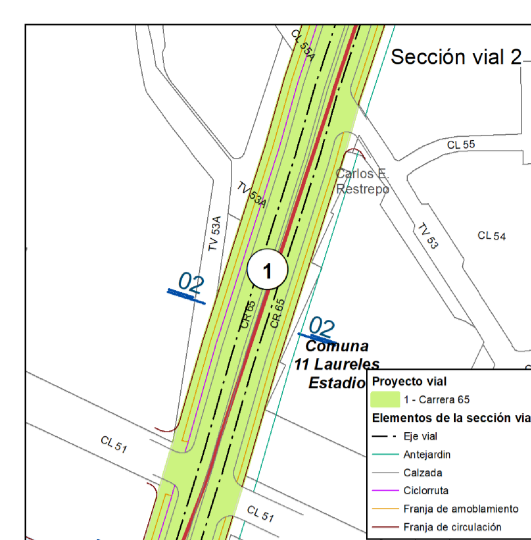 Sección vial 2
CL 55A
CL 55
Carlos E.
Restrepo
TV 53A
TV 53A
TV 53
CL 54
1
02
CR 65
CR 65
02
Comuna
11 Laureles
Estadio
CL 51
CL 51
Proyecto vial
1 - Carrera 65
Elementos de la sección vial
Eje vial
Antejardin
Calzada
Ciclorruta
Franja de amoblamiento
Franja de circulación